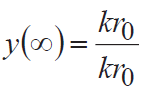 y(∞) = kr₀ / kr₀